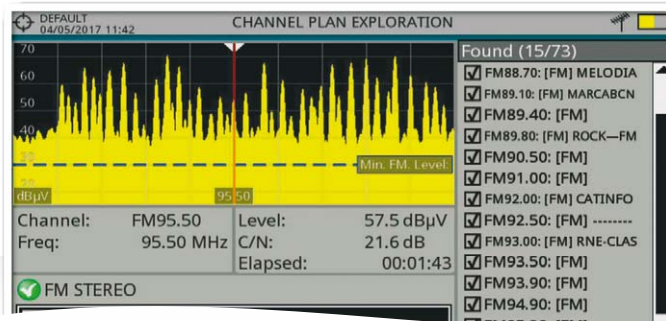 DEFAULT
04/05/2017 11:42
CHANNEL PLAN EXPLORATION
70
60
50
40
30
dBµV
95.50
Min. FM. Level:
Channel: FM95.50
Freq: 95.50 MHz
Level: 57.5 dBµV
C/N: 21.6 dB
Elapsed: 00:01:43
FM STEREO
Found (15/73)
FM88.70: [FM] MELODIA
FM89.10: [FM] MARCABCN
FM89.40: [FM]
FM89.80: [FM] ROCK—FM
FM90.50: [FM]
FM91.00: [FM]
FM92.00: [FM] CATINFO
FM92.50: [FM] --------
FM93.00: [FM] RNE-CLAS
FM93.50: [FM]
FM93.90: [FM]
FM94.90: [FM]